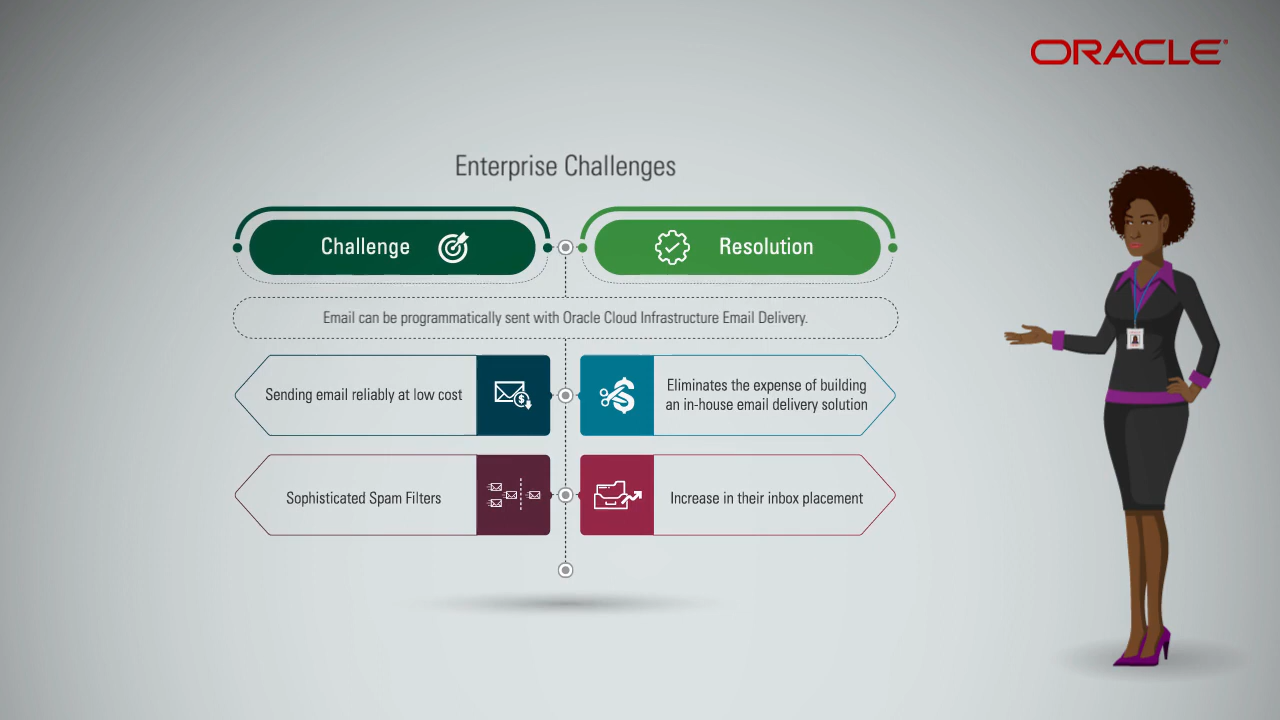 ORACLE
Enterprise Challenges
Challenge
Resolution
Email can be programmatically sent with Oracle Cloud Infrastructure Email Delivery.
Sending email reliably at low cost
Eliminates the expense of building
an in-house email delivery solution
Sophisticated Spam Filters
Increase in their inbox placement